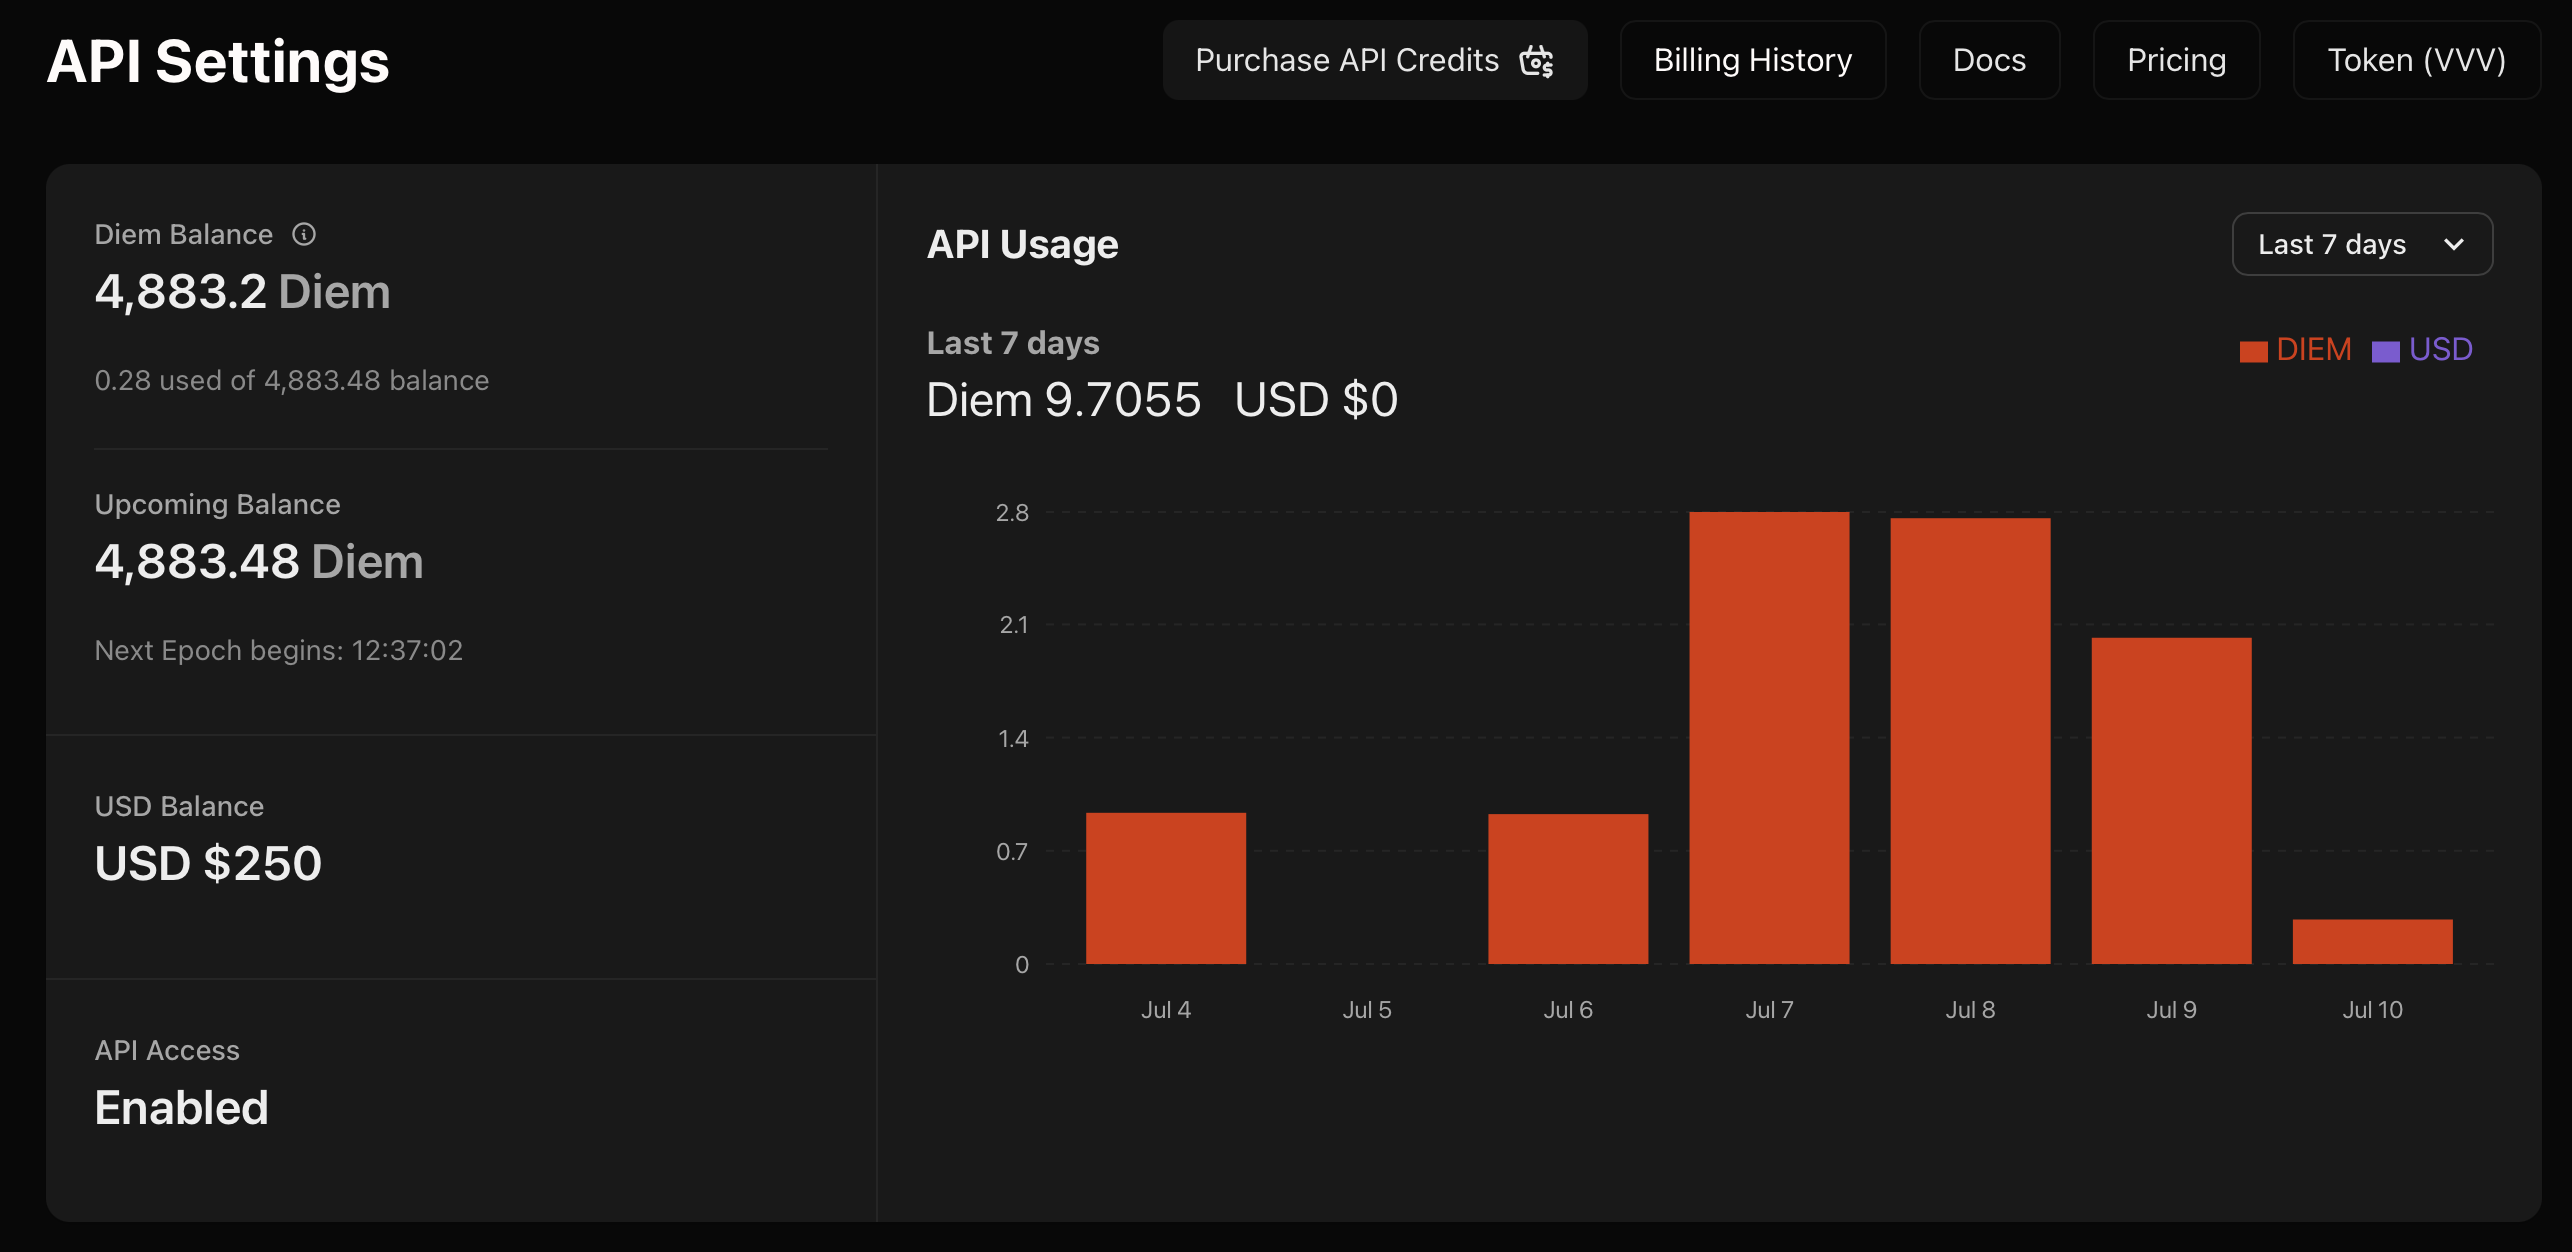 API Settings
Purchase API Credits
Billing History
Docs
Pricing
Token (VVV)
Diem Balance
4,883.2 Diem
0.28 used of 4,883.48 balance
Upcoming Balance
4,883.48 Diem
Next Epoch begins: 12:37:02
USD Balance
USD $250
API Access
Enabled
API Usage
Last 7 days
Last 7 days
Diem 9.7055 USD $0
DIEM USD
2.8
2.1
1.4
0.7
0
Jul 4 Jul 5 Jul 6 Jul 7 Jul 8 Jul 9 Jul 10